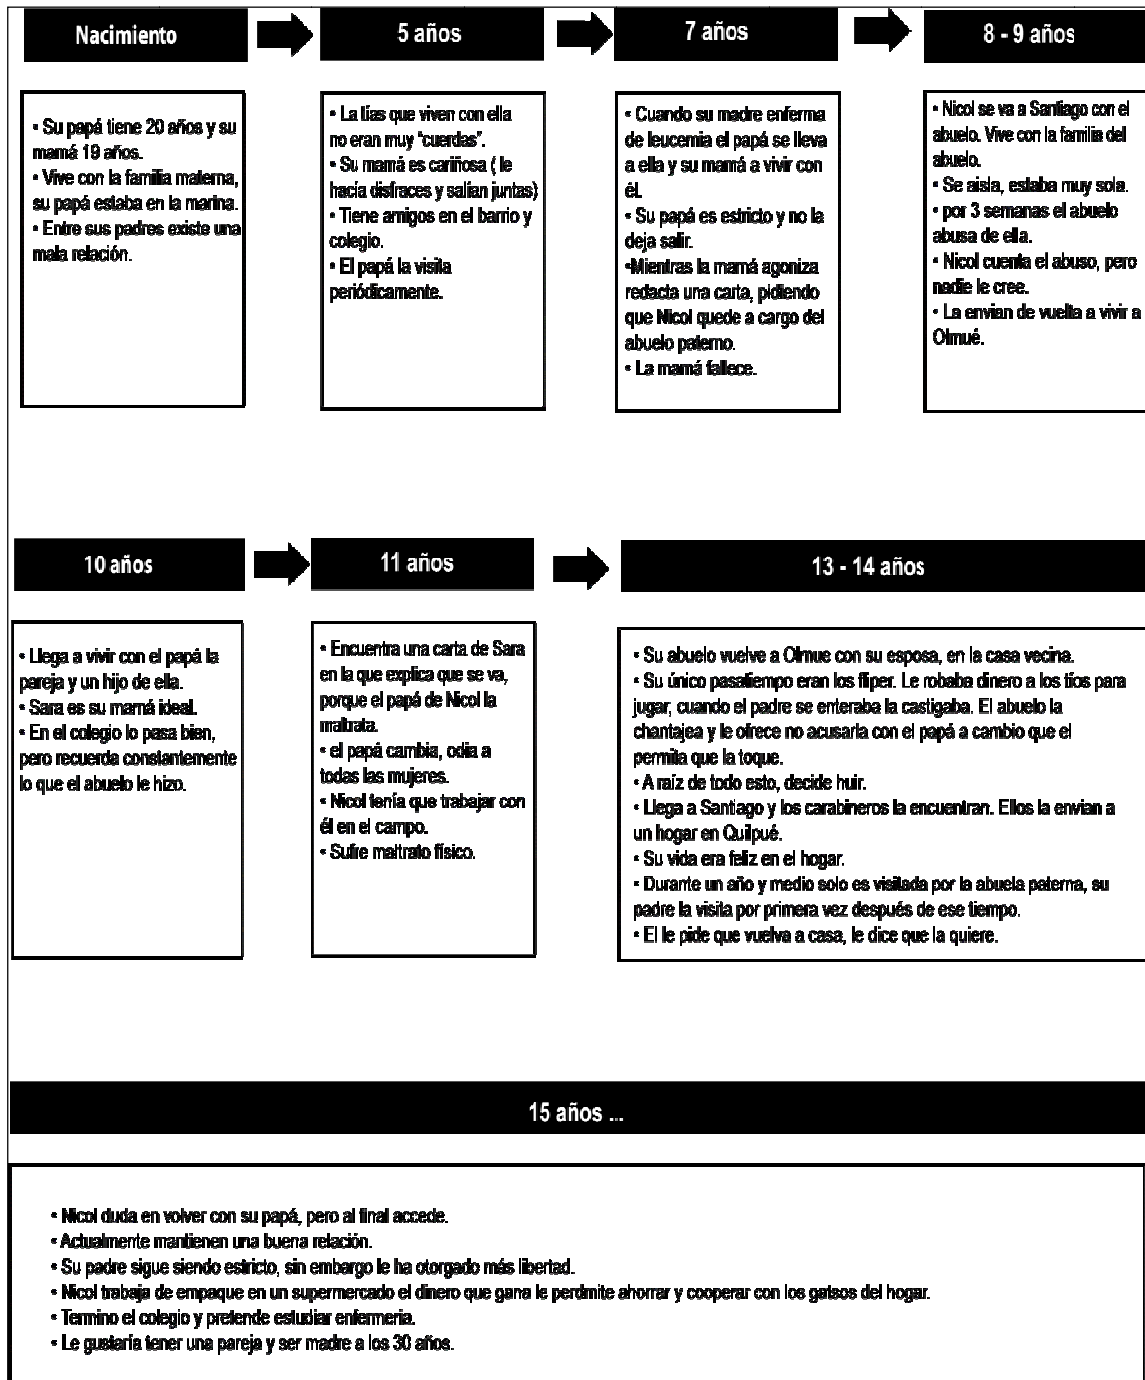 Nacimiento
5 años
7 años
8 - 9 años
• Su papá tiene 20 años y su
mamá 19 años.
• Vive con la familia materna,
su papá estaba en la marina.
• Entre sus padres existe una
mala relación.
• La tías que viven con ella
no eran muy "cuerdas".
• Su mamá es cariñosa ( le
hacía disfraces y salían juntas)
• Tiene amigos en el barrio y
colegio.
• El papá la visita
periódicamente.
• Cuando su madre enferma
de leucemia el papá se lleva
a ella y su mamá a vivir con
él.
• Su papá es estricto y no la
deja salir.
•Mientras la mamá agoniza
redacta una carta, pidiendo
que Nicol quede a cargo del
abuelo paterno.
• La mamá fallece.
• Nicol se va a Santiago con el
abuelo. Vive con la familia del
abuelo.
• Se aisla, estaba muy sola.
• por 3 semanas el abuelo
abusa de ella.
• Nicol cuenta el abuso, pero
nadie le cree.
• La envian de vuelta a vivir a
Olmué.
10 años
11 años
13 - 14 años
• Llega a vivir con el papá la
pareja y un hijo de ella.
• Sara es su mamá ideal.
• En el colegio lo pasa bien,
pero recuerda constantemente
lo que el abuelo le hizo.
• Encuentra una carta de Sara
en la que explica que se va,
porque el papá de Nicol la
maltrata.
• el papá cambia, odia a
todas las mujeres.
• Nicol tenía que trabajar con
él en el campo.
• Sufre maltrato físico.
• Su abuelo vuelve a Olmue con su esposa, en la casa vecina.
• Su único pasatiempo eran los fliper. Le robaba dinero a los tíos para
jugar, cuando el padre se enteraba la castigaba. El abuelo la
chantajea y le ofrece no acusarla con el papá a cambio que el
permita que la toque.
• A raíz de todo esto, decide huir.
• Llega a Santiago y los carabineros la encuentran. Ellos la envian a
un hogar en Quilpué.
• Su vida era feliz en el hogar.
• Durante un año y medio solo es visitada por la abuela paterna, su
padre la visita por primera vez después de ese tiempo.
• El le pide que vuelva a casa, le dice que la quiere.
15 años ...
• Nicol duda en volver con su papá, pero al final accede.
• Actualmente mantienen una buena relación.
• Su padre sigue siendo estricto, sin embargo le ha otorgado más libertad.
• Nicol trabaja de empaque en un supermercado el dinero que gana le perdmite ahorrar y cooperar con los gatsos del hogar.
• Termino el colegio y pretende estudiar enfermeria.
• Le gustaría tener una pareja y ser madre a los 30 años.